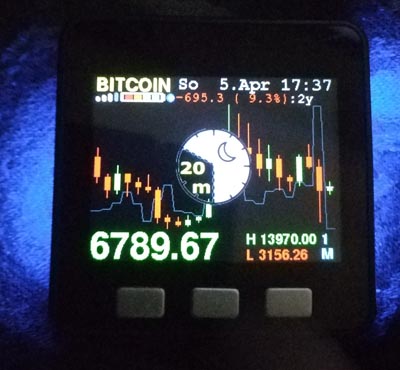 BITCOIN So 5.Apr 17:37
-695.3 ( 9.3%):2y
20
m
6789.67
H 13970.00 1
L 3156.26 M